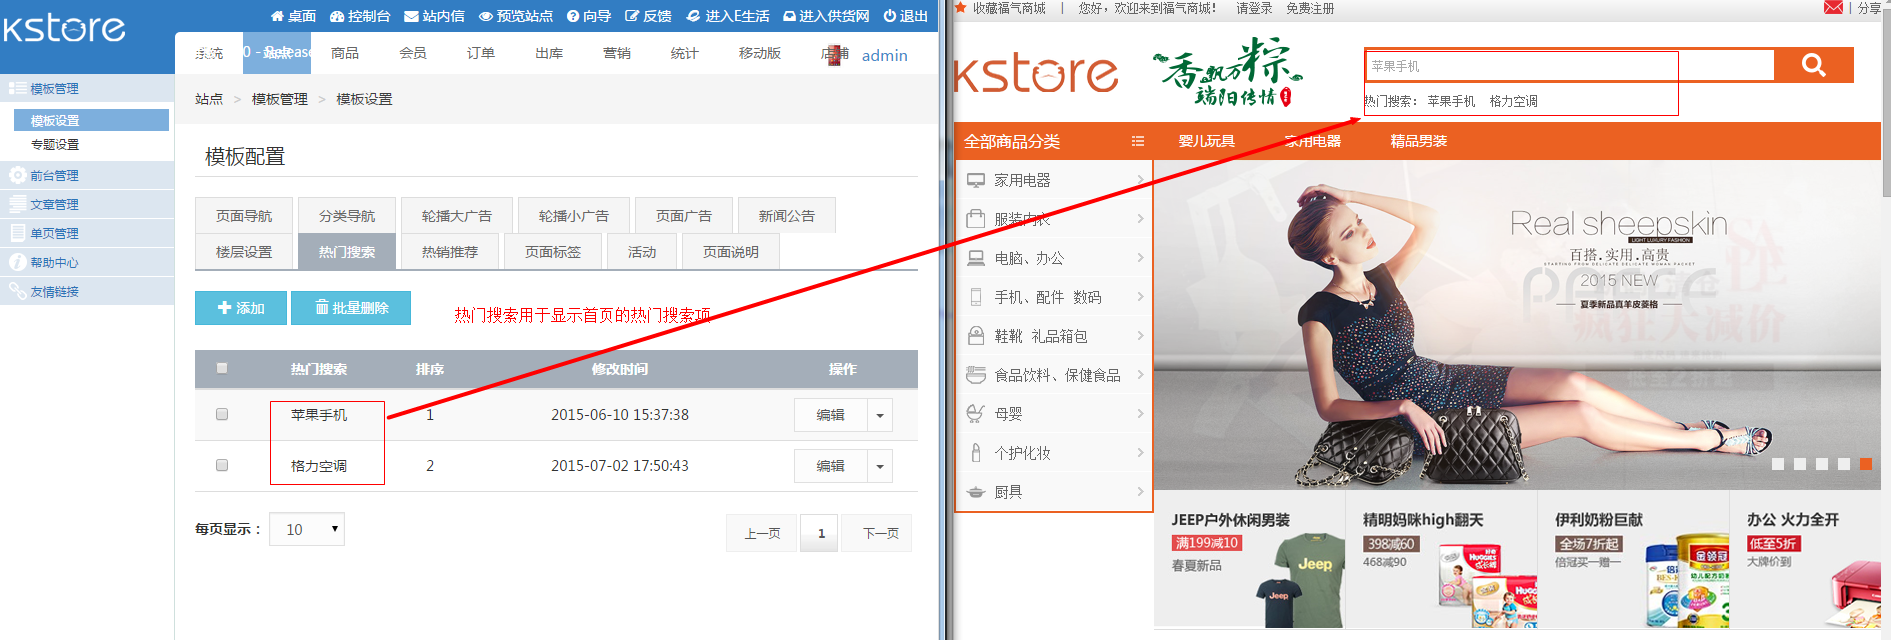 kstore
桌面 控制台 站内信 预览站点 向导 反馈 进入E生活 进入供货网 退出
系统 站点 商品 会员 订单 出库 营销 统计 移动版 店铺 admin
模板管理
模板设置
专题设置
前台管理
文章管理
单页管理
帮助中心
友情链接
站点 > 模板管理 > 模板设置
模板配置
页面导航 分类导航 轮播大广告 轮播小广告 页面广告 新闻公告
楼层设置 热门搜索 热销推荐 页面标签 活动 页面说明
添加 批量删除
热门搜索用于显示首页的热门搜索项
热门搜索 排序 修改时间 操作
苹果手机 1 2015-06-10 15:37:38 编辑
格力空调 2 2015-07-02 17:50:43 编辑
每页显示： 10 上一页 1 下一页
收藏福气商城 | 您好，欢迎来到福气商城！ 请登录 免费注册 | 分享
kstore
香飘万粽
端阳传情
苹果手机
热门搜索： 苹果手机 格力空调
全部商品分类 婴儿玩具 家用电器 精品男装
家用电器
服装内衣
电脑、办公
手机、配件 数码
鞋靴 礼品箱包
食品饮料、保健食品
母婴
个护化妆
厨具
Real sheepskin
LIGHT LUXURY FASHION
百搭.实用.高贵
STARTING FROM DELICATE DELICATE WOMAN PACKET
2015 NEW
夏季新品真羊皮菱格
疯狂大减价
JEEP户外休闲男装
满199减10
春夏新品
Jeep
Jeep
精明妈咪high翻天
398减60
468减90
HUGGIES
HUGGIES
伊利奶粉巨献
全场7折起
倍冠买一赠一
金领冠
办公 火力全开
低至5折
大牌价到